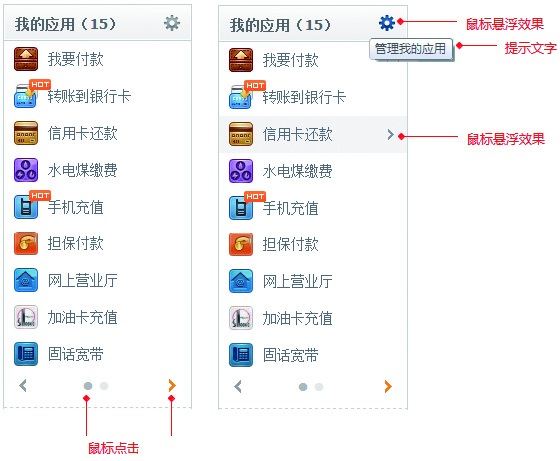 我的应用（15）
我要付款
HOT
转账到银行卡
信用卡还款
水电煤缴费
HOT
手机充值
担保付款
网上营业厅
加油卡充值
固话宽带
鼠标点击
我的应用（15）
鼠标悬浮效果
管理我的应用
提示文字
我要付款
HOT
转账到银行卡
信用卡还款
鼠标悬浮效果
水电煤缴费
HOT
手机充值
担保付款
网上营业厅
加油卡充值
固话宽带